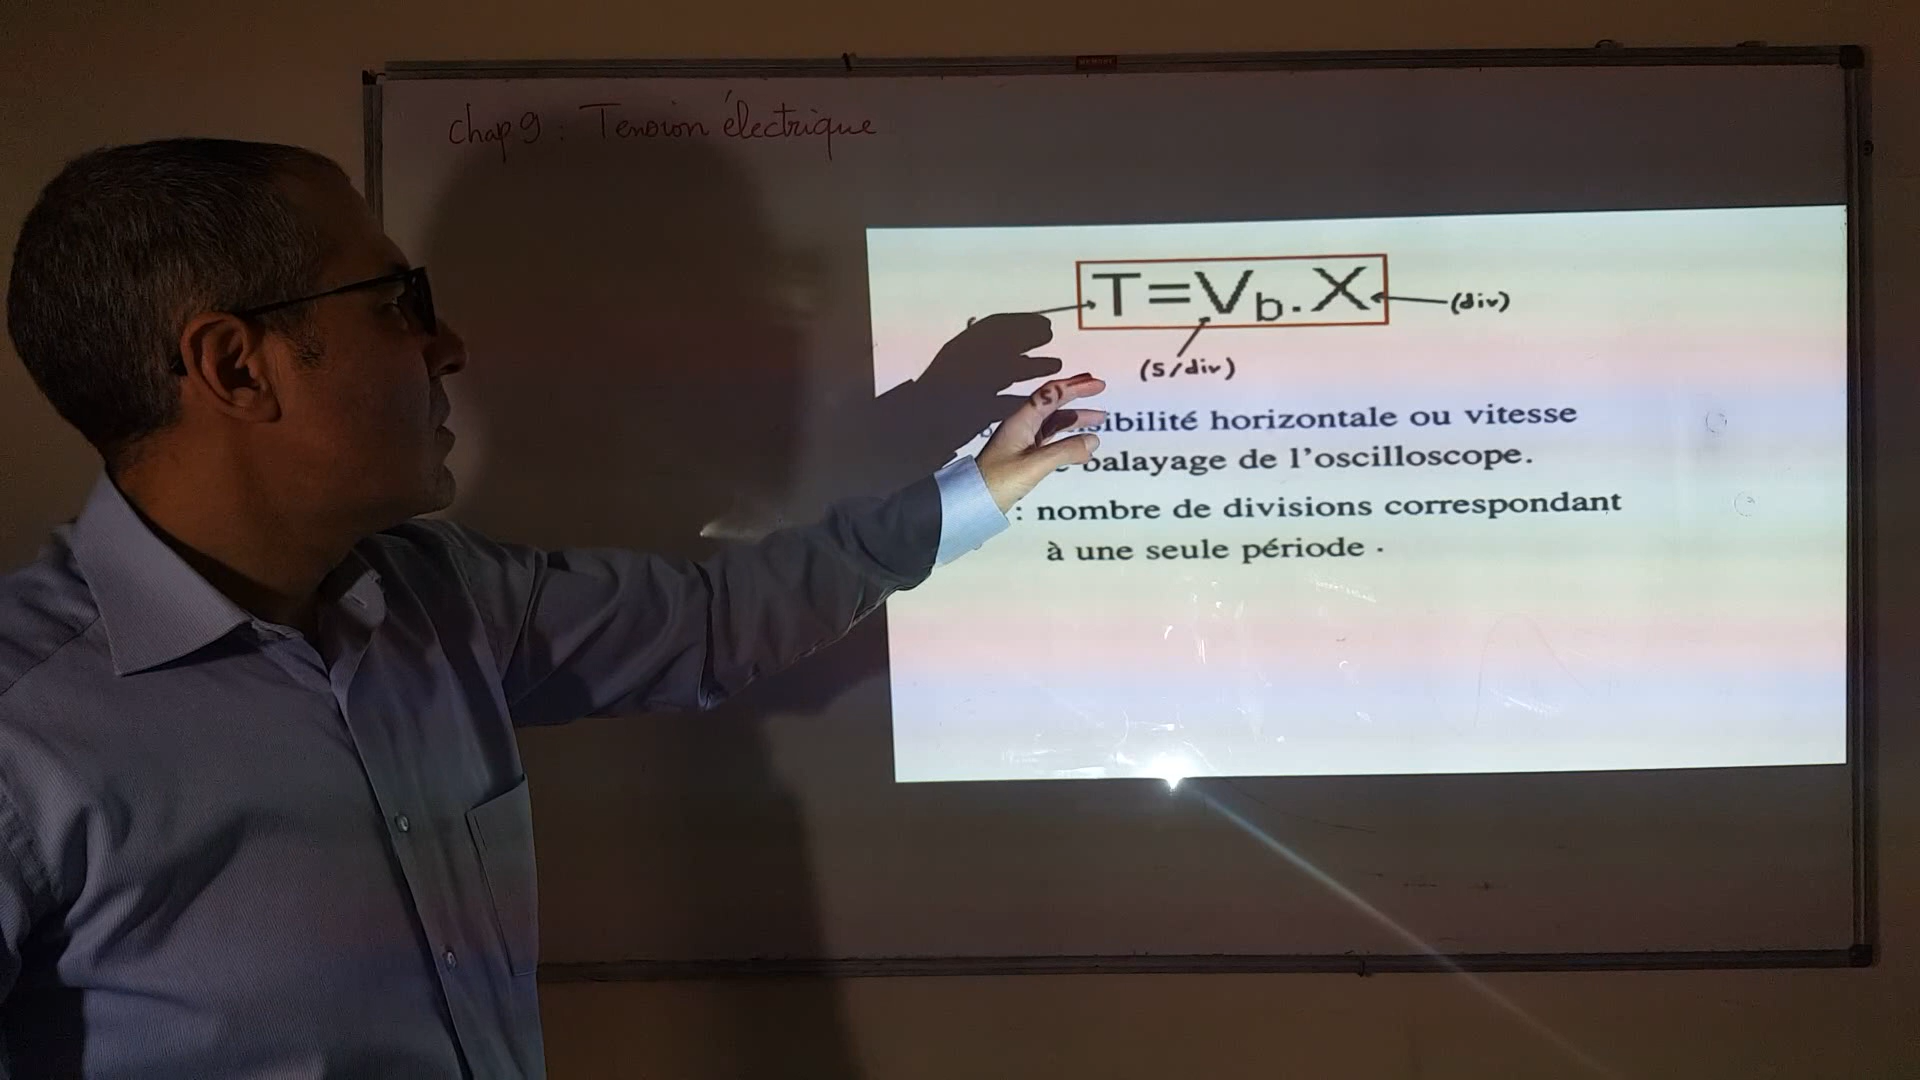 Chap 9 : Tension électrique
T=Vb.X
(div)
(s/div)
(s)
horizontale ou vitesse
balayage de l'oscilloscope.
: nombre de divisions correspondant
à une seule période .